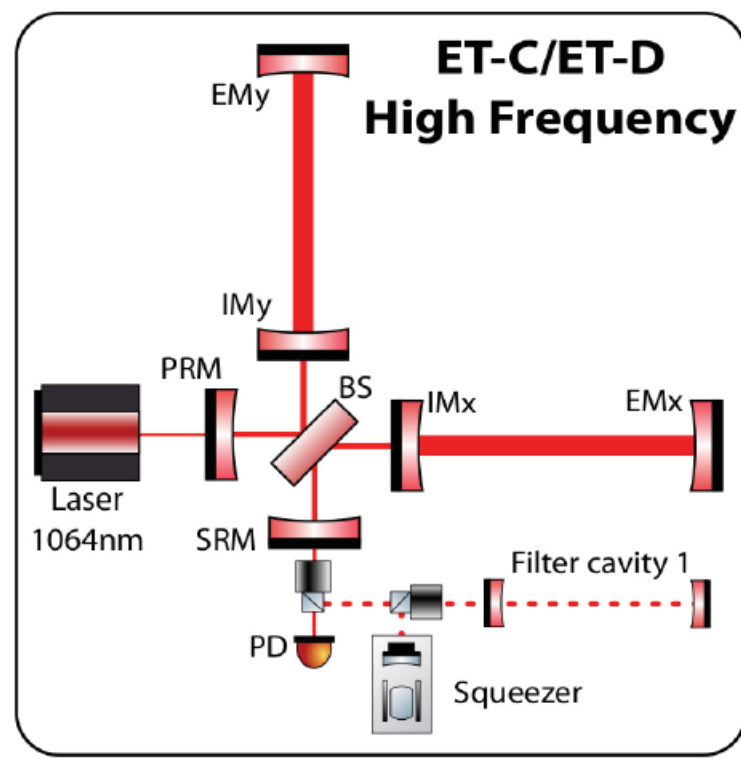 ET-C/ET-D
High Frequency
EMy
IMy
PRM
BS
IMx
EMx
Laser
1064nm
SRM
Filter cavity 1
PD
Squeezer